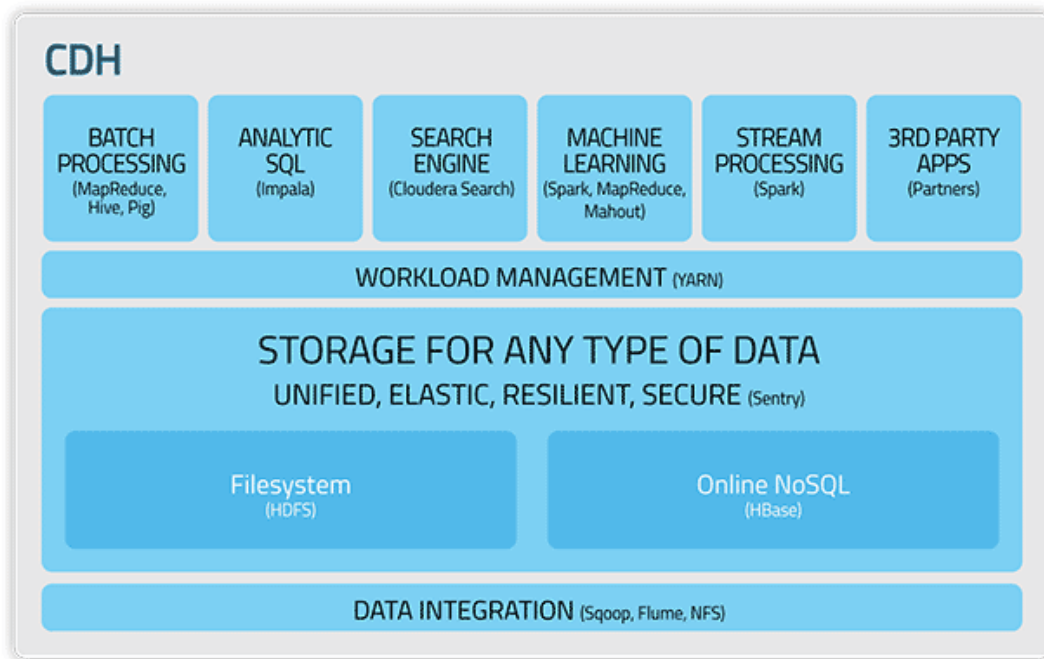 CDH
BATCH
PROCESSING
(MapReduce,
Hive, Pig)
ANALYTIC
SQL
(Impala)
SEARCH
ENGINE
(Cloudera Search)
MACHINE
LEARNING
(Spark, MapReduce,
Mahout)
STREAM
PROCESSING
(Spark)
3RD PARTY
APPS
(Partners)
WORKLOAD MANAGEMENT (YARN)
STORAGE FOR ANY TYPE OF DATA
UNIFIED, ELASTIC, RESILIENT, SECURE (Sentry)
Filesystem
(HDFS)
Online NoSQL
(HBase)
DATA INTEGRATION (Sqoop, Flume, NFS)